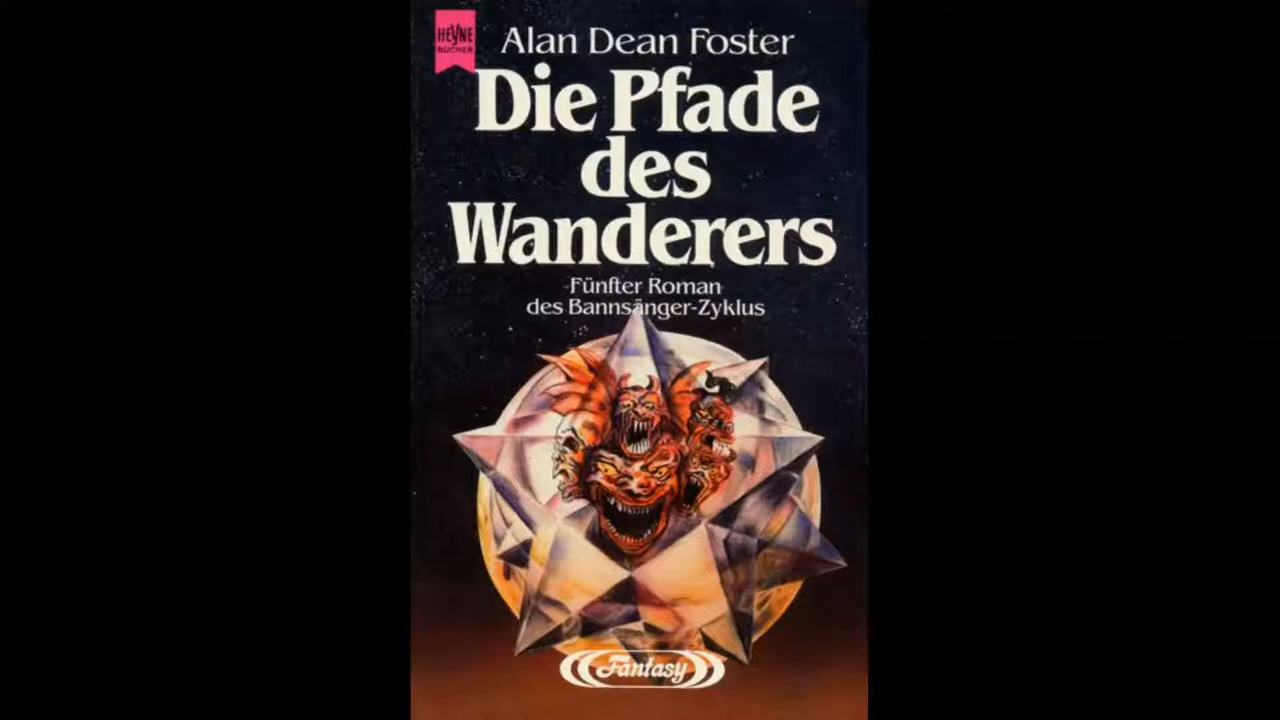 HEYNE
BÜCHER
Alan Dean Foster
Die Pfade
des
Wanderers
Fünfter Roman
des Bannsänger-Zyklus
Fantasy